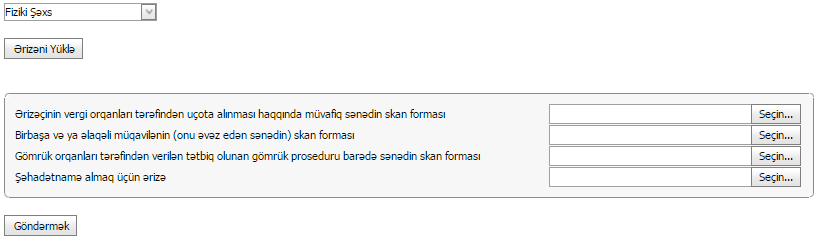 Fiziki Şəxs
Ərizəni Yüklə
Ərizəçinin vergi orqanları tərəfindən uçota alınması haqqında müvafiq sənədin skan forması Seçin...
Birbaşa və ya əlaqəli müqavilənin (onu əvəz edən sənədin) skan forması Seçin...
Gömrük orqanları tərəfindən verilən tətbiq olunan gömrük proseduru barədə sənədin skan forması Seçin...
Şəhadətnamə almaq üçün ərizə Seçin...
Göndərmək